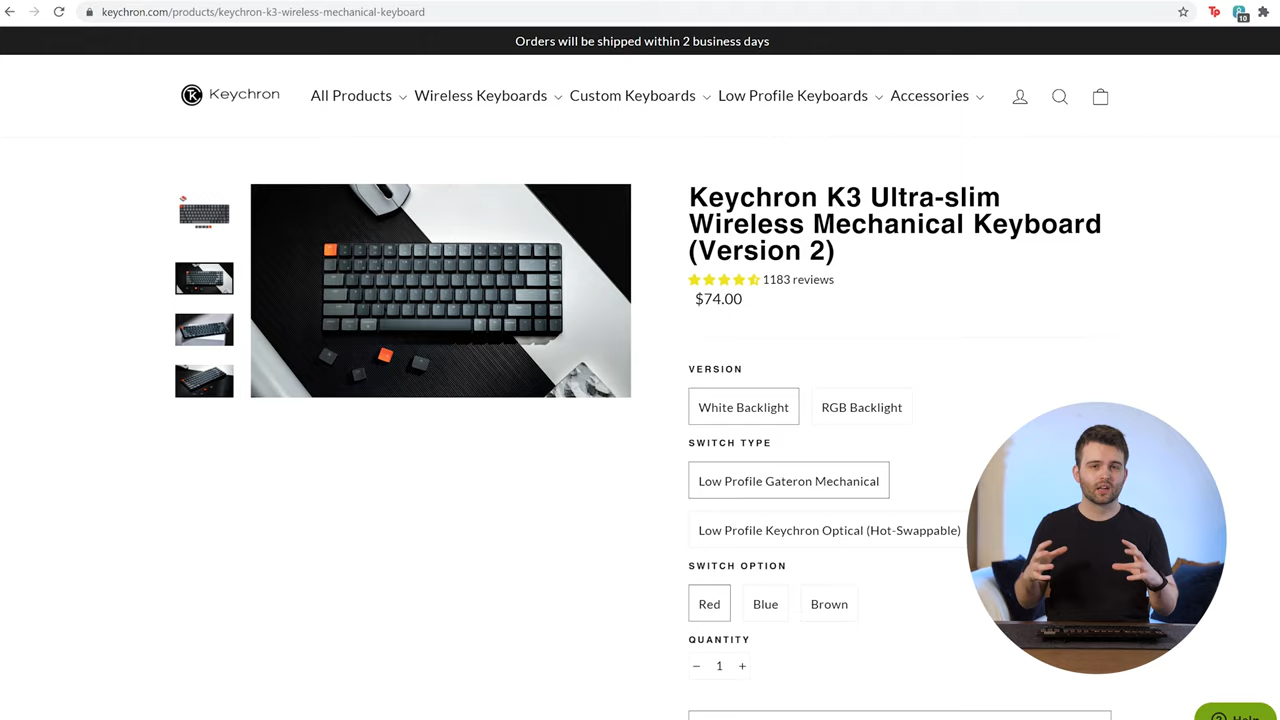 keychron.com/products/keychron-k3-wireless-mechanical-keyboard
Tp
10
Orders will be shipped within 2 business days
Keychron
All Products
Wireless Keyboards
Custom Keyboards
Low Profile Keyboards
Accessories
Keychron K3 Ultra-slim
Wireless Mechanical Keyboard
(Version 2)
1183 reviews
$74.00
VERSION
White Backlight
RGB Backlight
SWITCH TYPE
Low Profile Gateron Mechanical
Low Profile Keychron Optical (Hot-Swappable)
SWITCH OPTION
Red
Blue
Brown
QUANTITY
− 1 +
Help